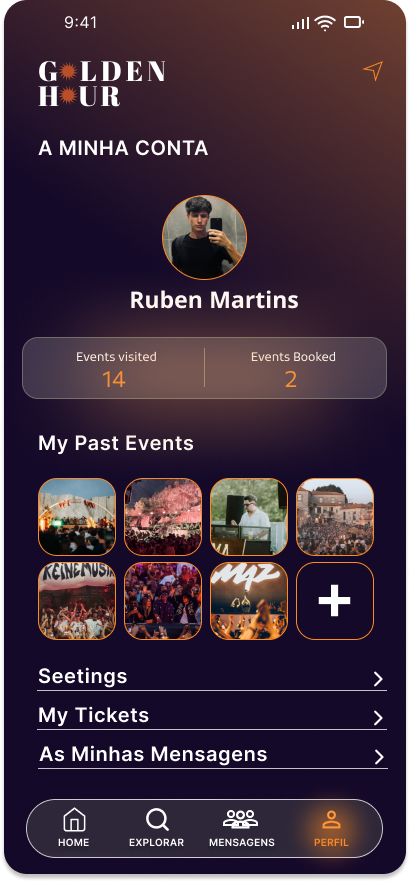 9:41
GOLDEN
HOUR
A MINHA CONTA
Ruben Martins
Events visited
Events Booked
14
2
My Past Events
REINEMUSIK
MAZ
Seetings
My Tickets
As Minhas Mensagens
HOME
EXPLORAR
MENSAGENS
PERFIL